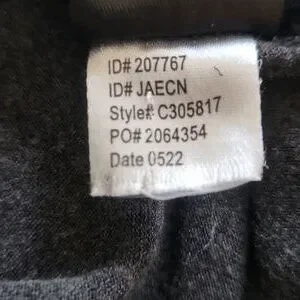 ID# 207767
ID# JAECN
Style# C305817
PO# 2064354
Date 0522